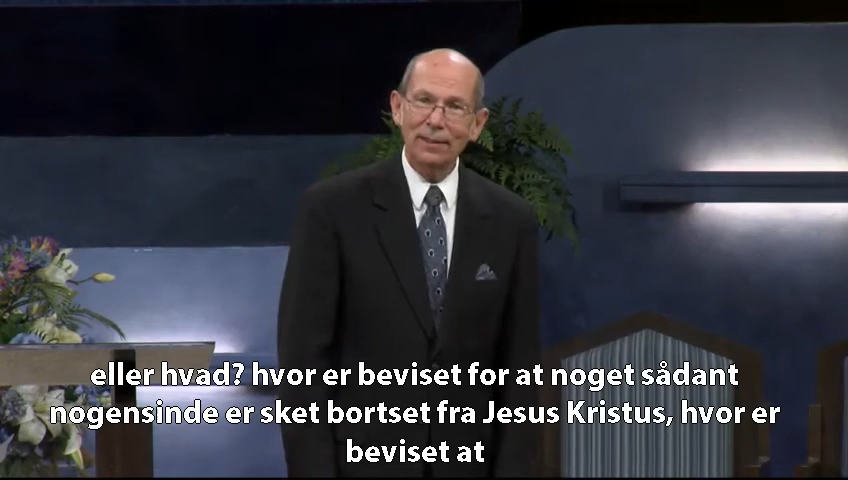 eller hvad? hvor er beviset for at noget sådant
nogensinde er sket bortset fra Jesus Kristus, hvor er
beviset at